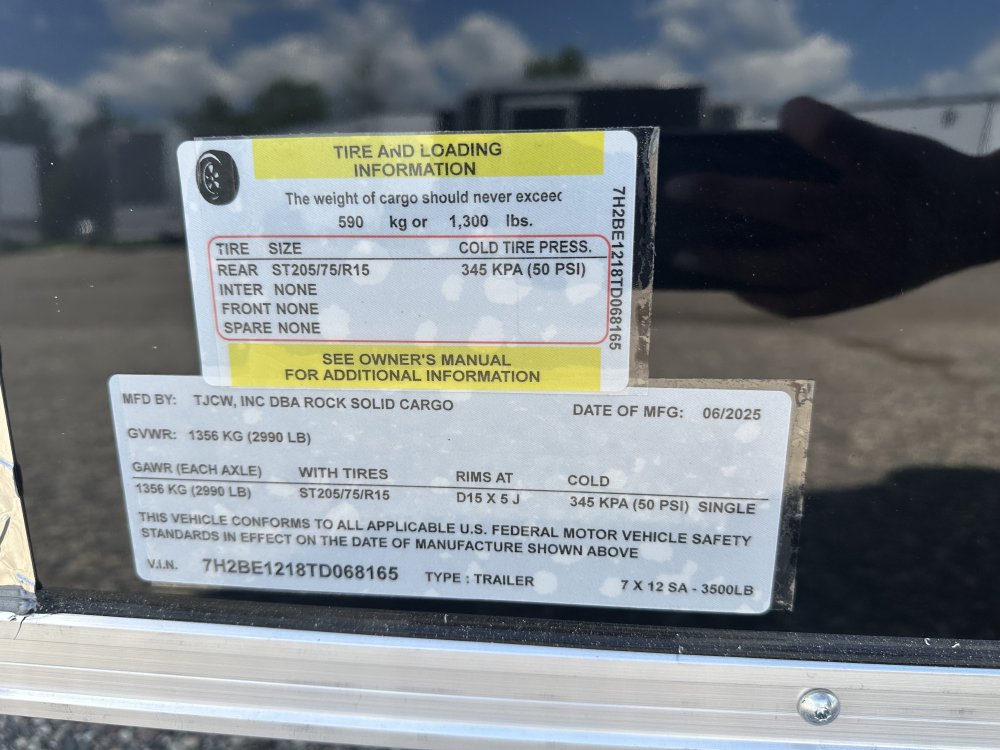 TIRE AND LOADING
INFORMATION
The weight of cargo should never exceed
590 kg or 1,300 lbs.
TIRE SIZE COLD TIRE PRESS.
REAR ST205/75/R15 345 KPA (50 PSI)
INTER NONE
FRONT NONE
SPARE NONE
SEE OWNER'S MANUAL
FOR ADDITIONAL INFORMATION
7H2BE1218TD068165
MFD BY: TJCW, INC DBA ROCK SOLID CARGO DATE OF MFG: 06/2025
GVWR: 1356 KG (2990 LB)
GAWR (EACH AXLE) WITH TIRES RIMS AT COLD
1356 KG (2990 LB) ST205/75/R15 D15 X 5 J 345 KPA (50 PSI) SINGLE
THIS VEHICLE CONFORMS TO ALL APPLICABLE U.S. FEDERAL MOTOR VEHICLE SAFETY
STANDARDS IN EFFECT ON THE DATE OF MANUFACTURE SHOWN ABOVE
V.I.N. 7H2BE1218TD068165 TYPE : TRAILER 7 X 12 SA - 3500LB